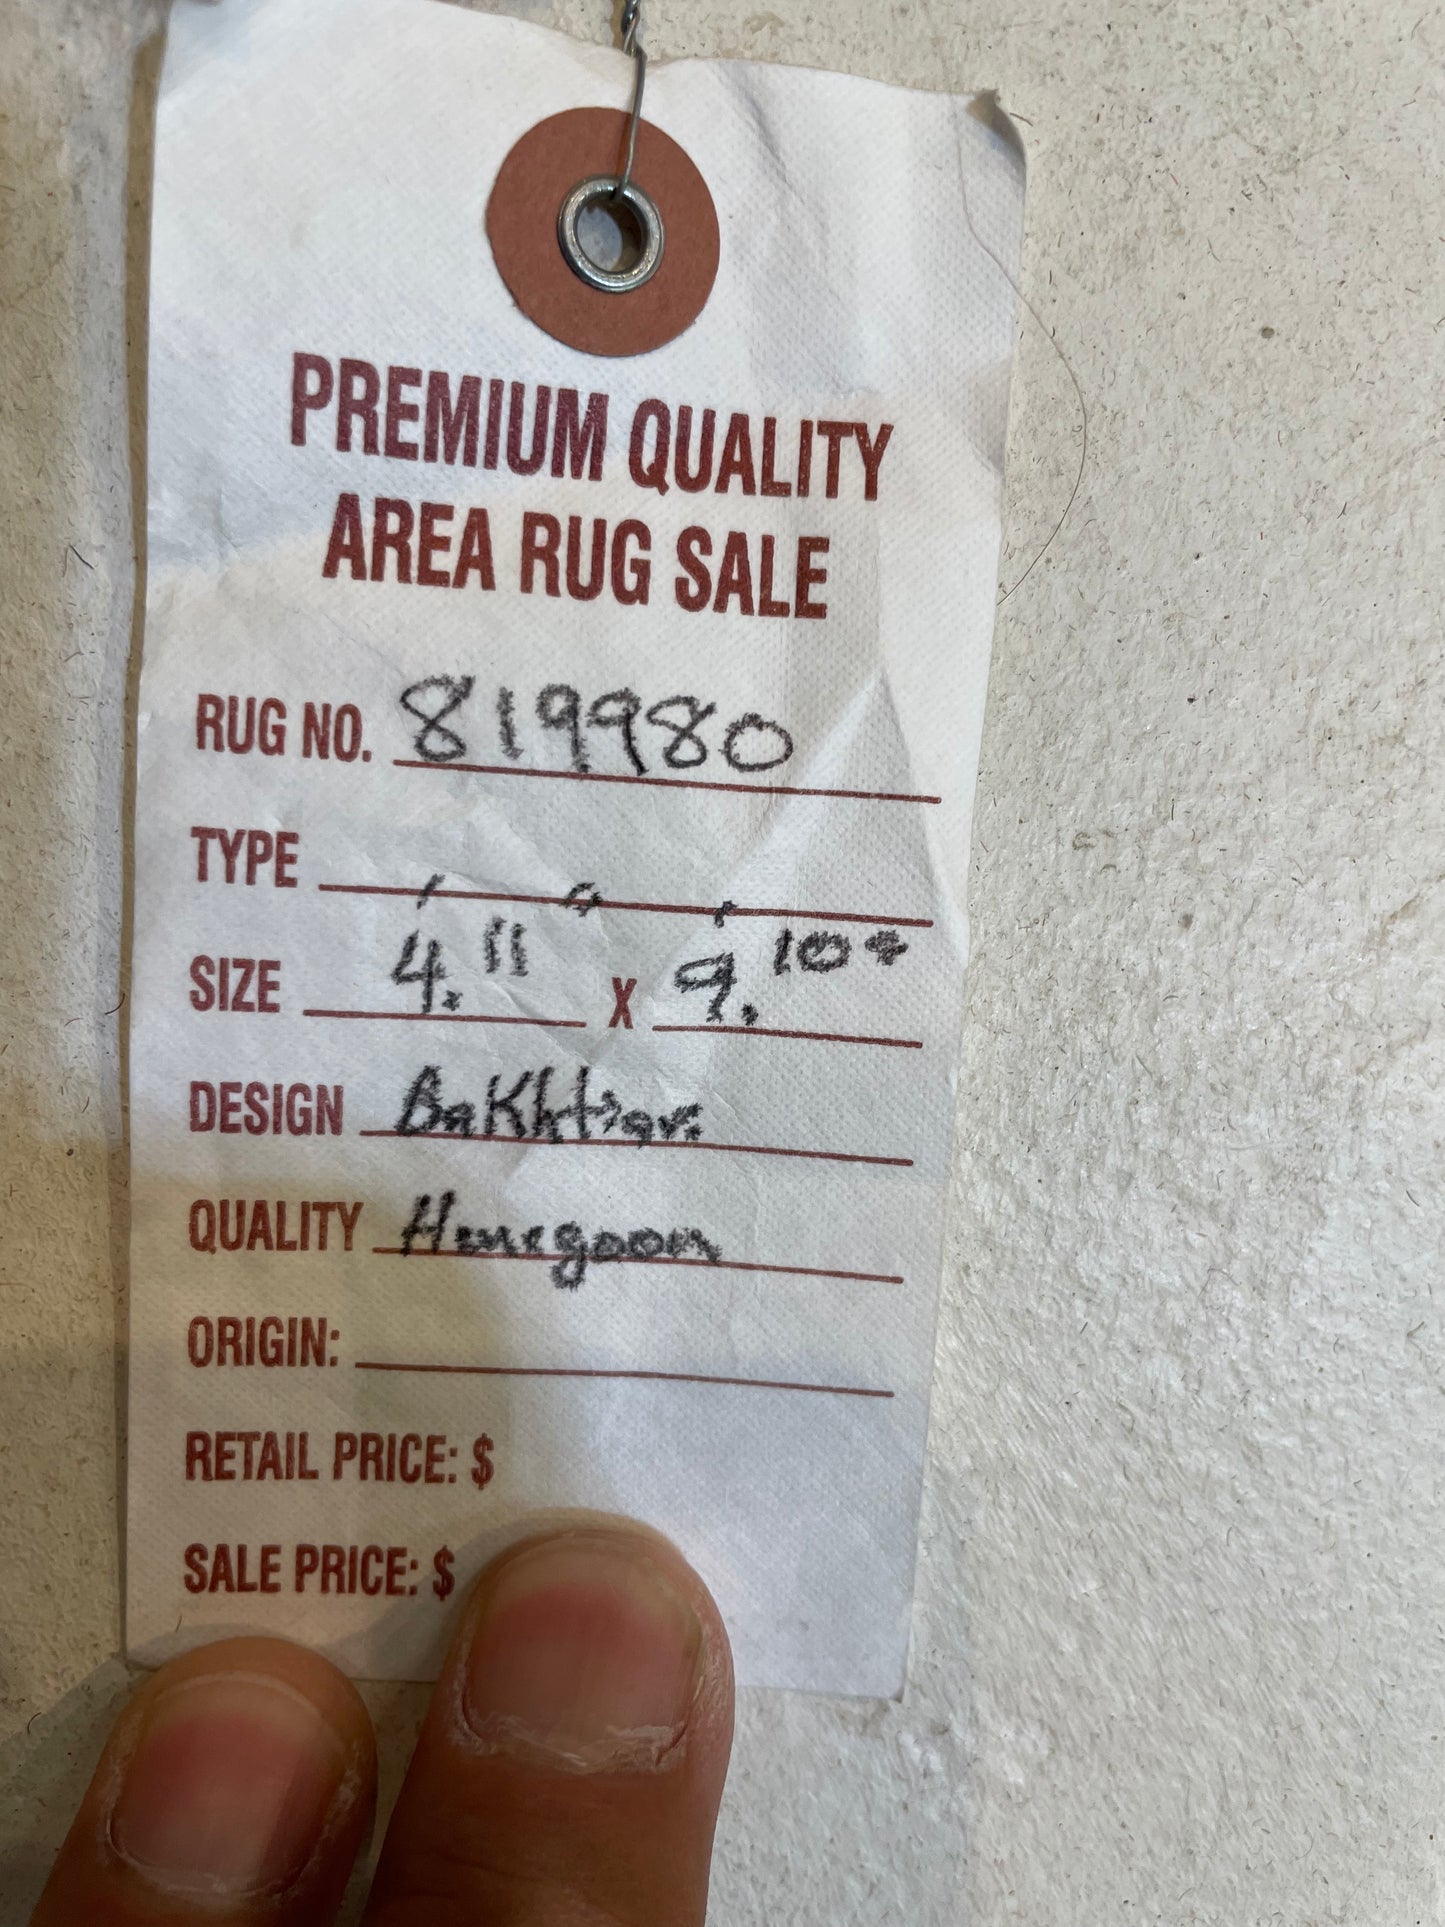 PREMIUM QUALITY
AREA RUG SALE
RUG NO. 819980
TYPE
SIZE 4.11 X 9.10
DESIGN Bakhtiari
QUALITY
ORIGIN:
RETAIL PRICE: $
SALE PRICE: $